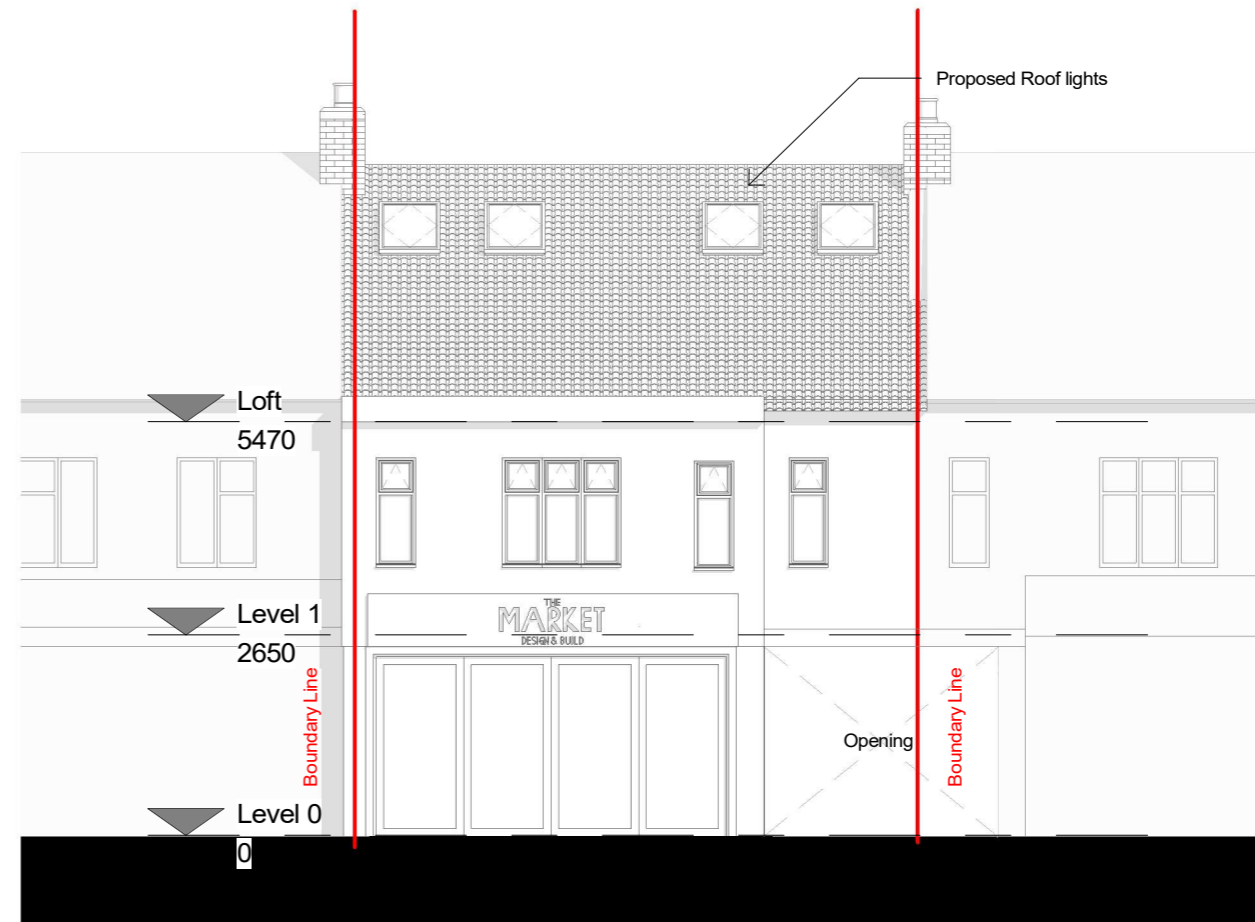 Proposed Roof lights
Loft
5470
THE
MARKET
DESIGN & BUILD
Level 1
2650
Boundary Line
Opening
Boundary Line
Level 0
0